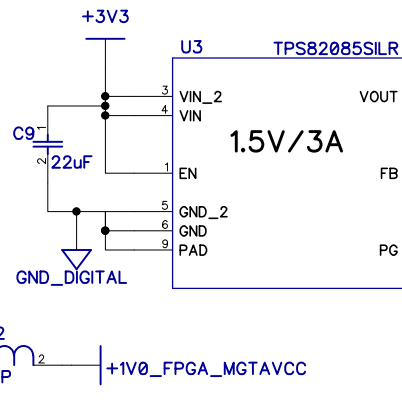 +3V3
U3 TPS82085SILR
3 VIN_2 VOUT
4 VIN
C9 1
2 22uF
1.5V/3A
1 EN FB
5 GND_2
6 GND
9 PAD PG
GND_DIGITAL
2
2
P
+1V0_FPGA_MGTAVCC